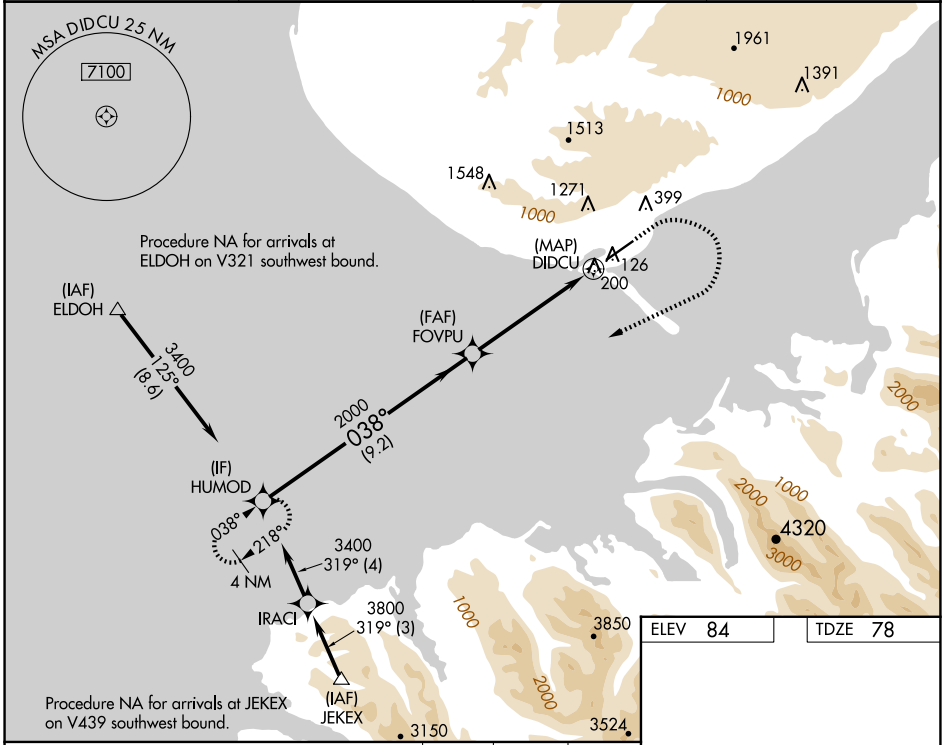 MSA DIDCU 25 NM
7100
1961
1391
1000
1513
1548
1271
399
1000
Procedure NA for arrivals at
ELDOH on V321 southwest bound.
(MAP)
DIDCU
126
200
(IAF)
ELDOH
(FAF)
FOVPU
3400
125°
(8.6)
2000
038°
(9.2)
2000
(IF)
HUMOD
1000
2000
4320
3000
038°
218°
4 NM
3400
319° (4)
IRACI
3800
319° (3)
1000
3850
ELEV 84
TDZE 78
2000
(IAF)
JEKEX
Procedure NA for arrivals at JEKEX
on V439 southwest bound.
3150
3524